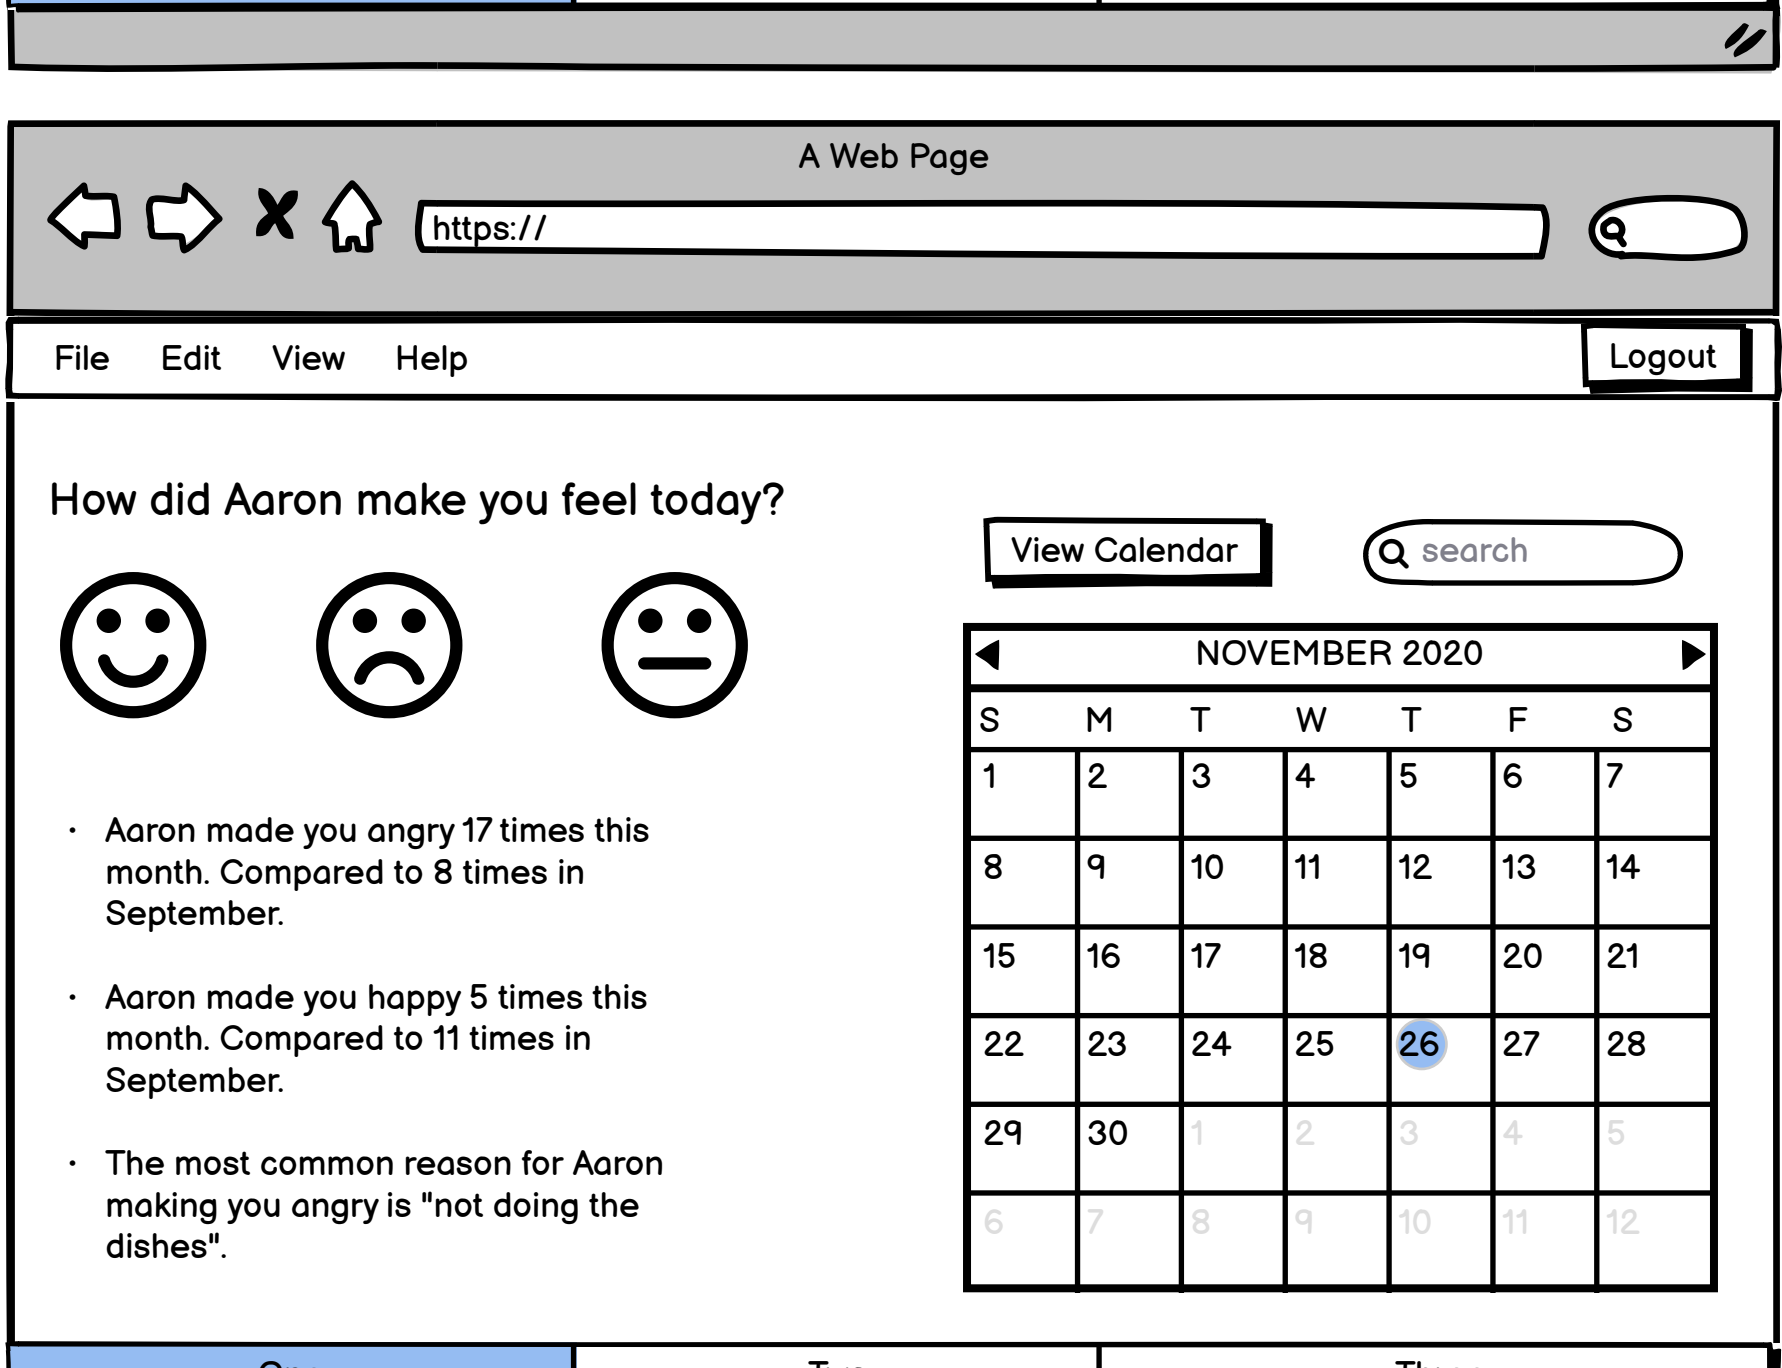 A Web Page
https://
File Edit View Help Logout
How did Aaron make you feel today?
View Calendar
search
NOVEMBER 2020
S M T W T F S
1 2 3 4 5 6 7
8 9 10 11 12 13 14
15 16 17 18 19 20 21
22 23 24 25 26 27 28
29 30 1 2 3 4 5
6 7 8 9 10 11 12
· Aaron made you angry 17 times this
month. Compared to 8 times in
September.
· Aaron made you happy 5 times this
month. Compared to 11 times in
September.
· The most common reason for Aaron
making you angry is "not doing the
dishes".